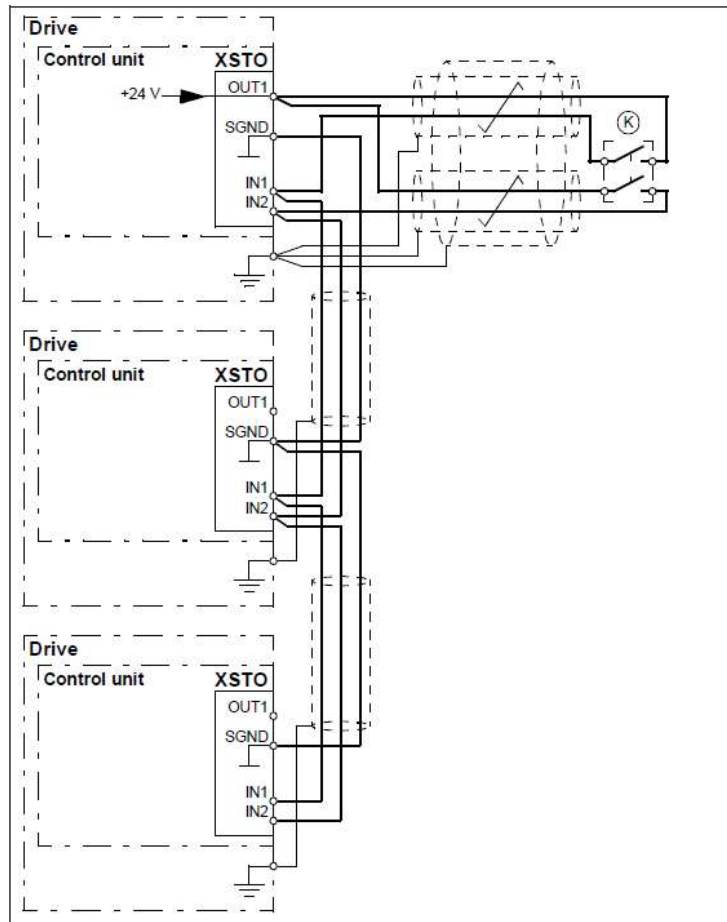 Drive
Control unit
XSTO
OUT1
+24 V
SGND
K
IN1
IN2
Drive
Control unit
XSTO
OUT1
SGND
IN1
IN2
Drive
Control unit
XSTO
OUT1
SGND
IN1
IN2